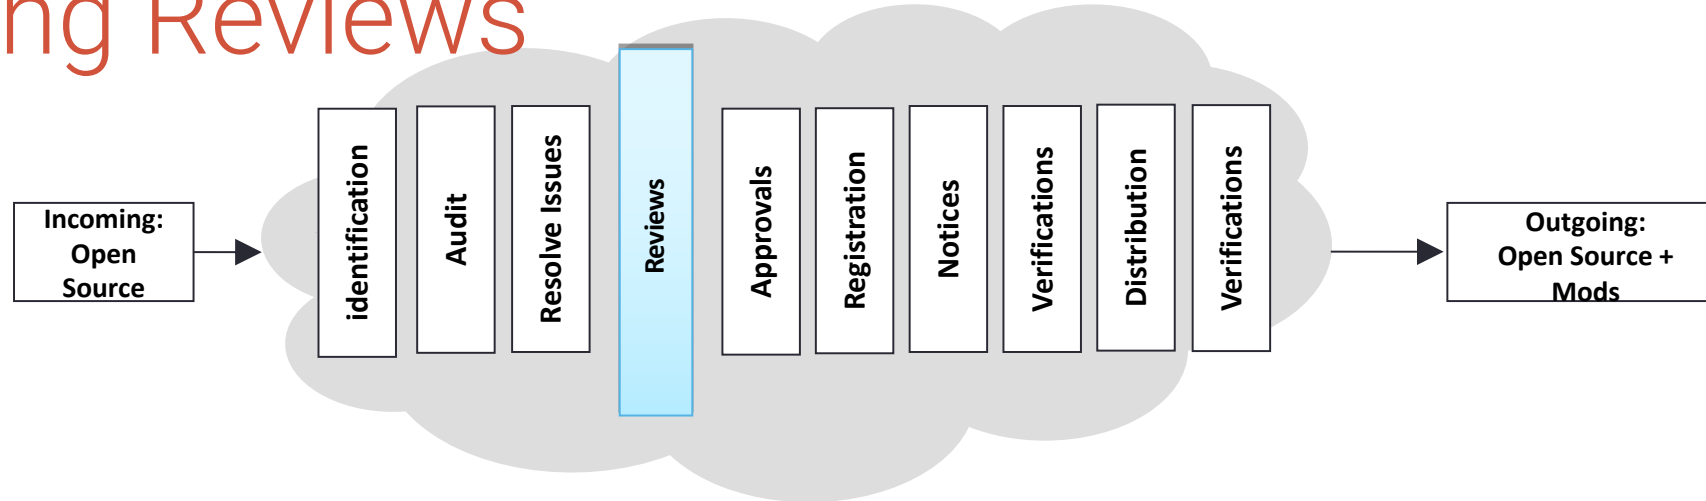 ng Reviews
Incoming:
Open
Source
identification
Audit
Resolve Issues
Reviews
Approvals
Registration
Notices
Verifications
Distribution
Verifications
Outgoing:
Open Source +
Mods